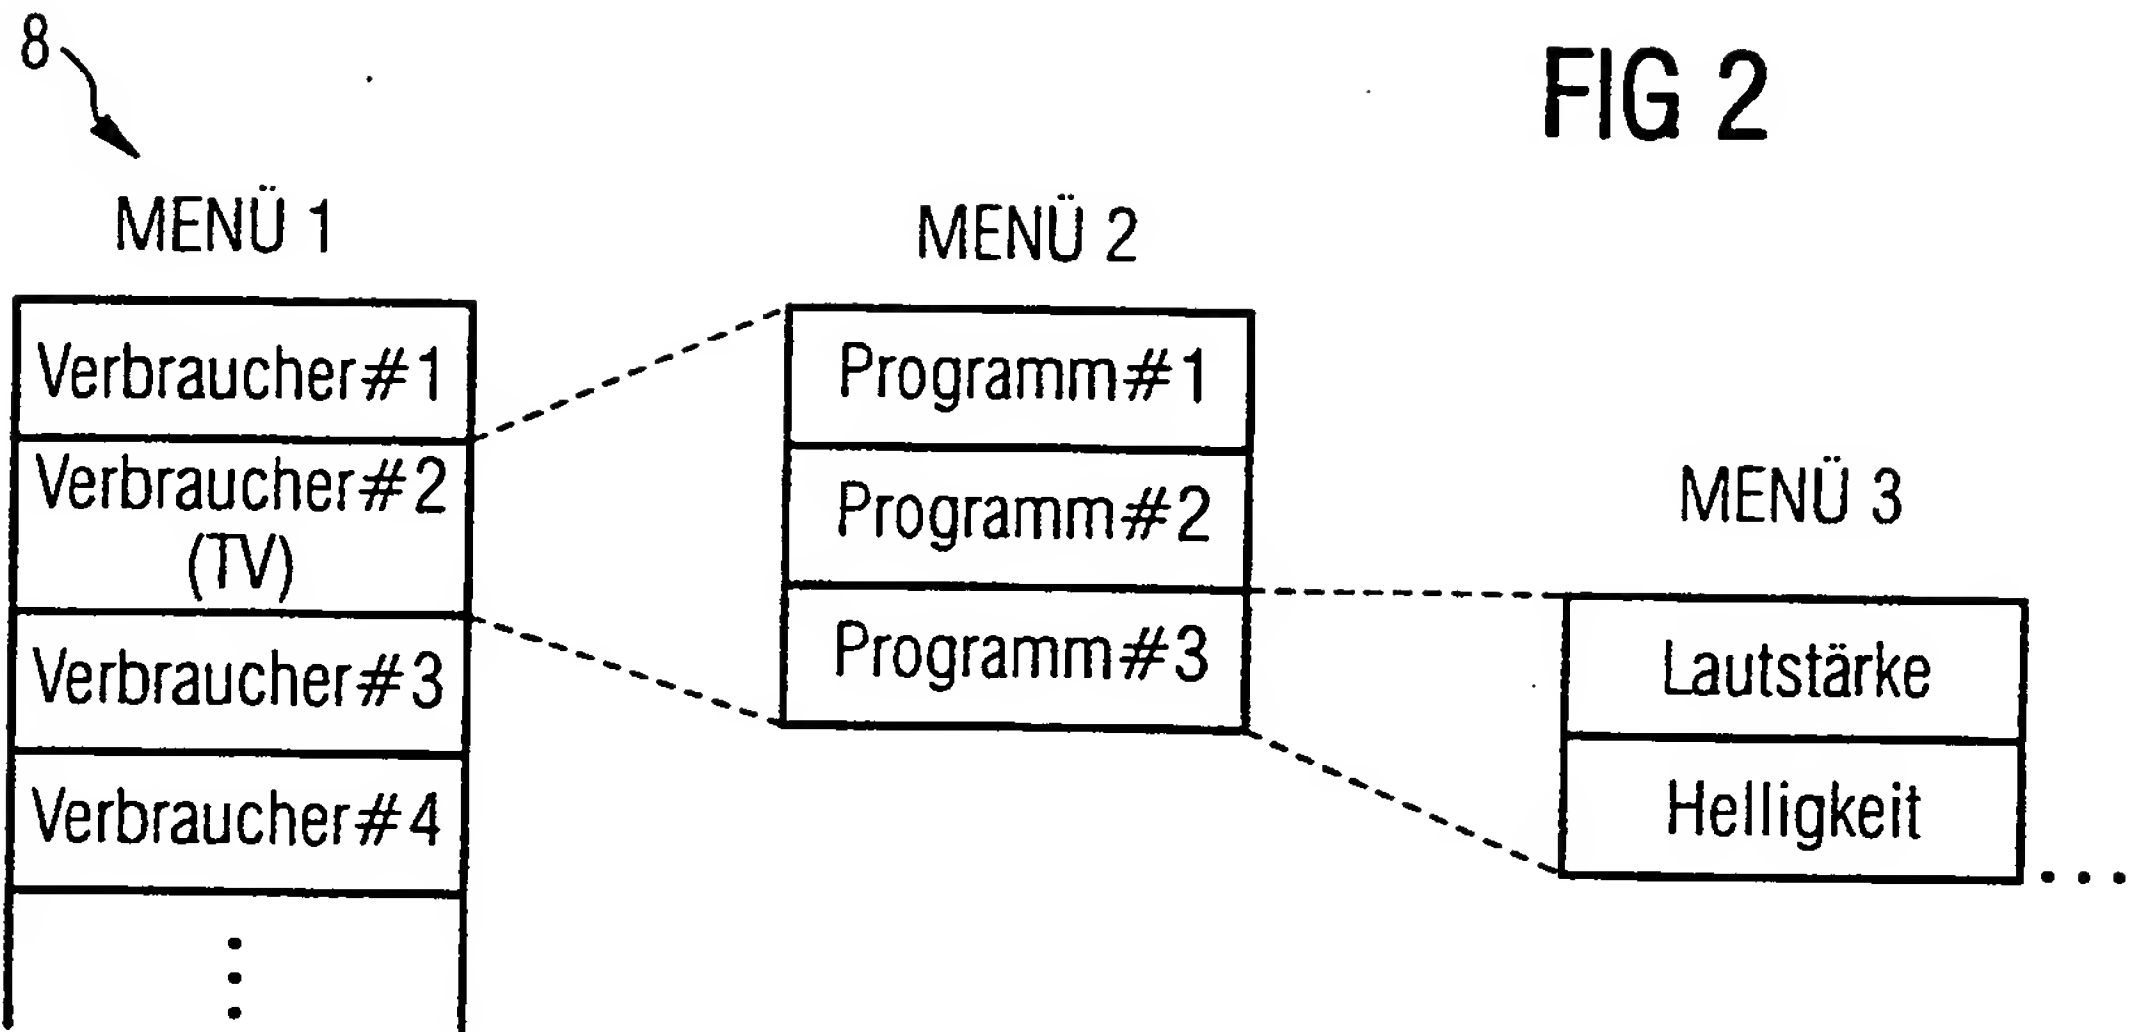 8
FIG 2
MENÜ 1
Verbraucher#1
Verbraucher#2
(TV)
Verbraucher#3
Verbraucher#4
MENÜ 2
Programm#1
Programm#2
Programm#3
MENÜ 3
Lautstärke
Helligkeit